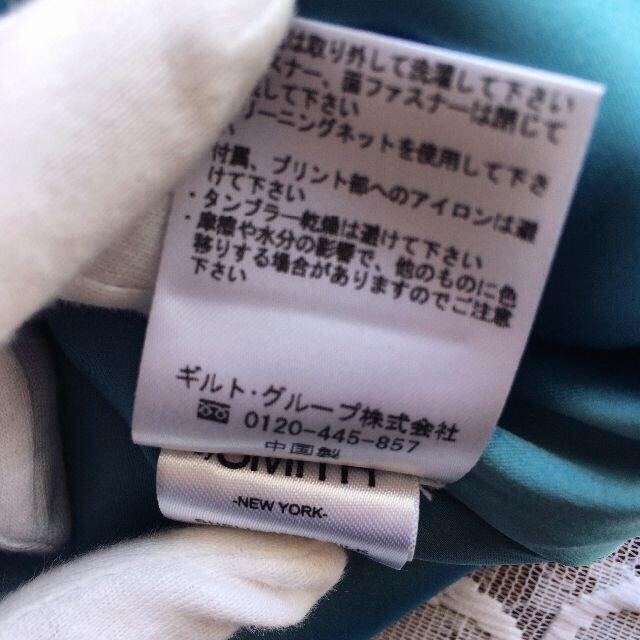 は取り外して洗濯して下さい
スナー、面ファスナーは閉じて
して下さい
リーニングネットを使用して下さ
付属、プリント部へのアイロンは避
けて下さい
・タンブラー乾燥は避けて下さい
・摩擦や水分の影響で、他のものに色
移りする場合がありますのでご注意
下さい
ギルト・グループ株式会社
0120-445-857
中国製
-NEW YORK-